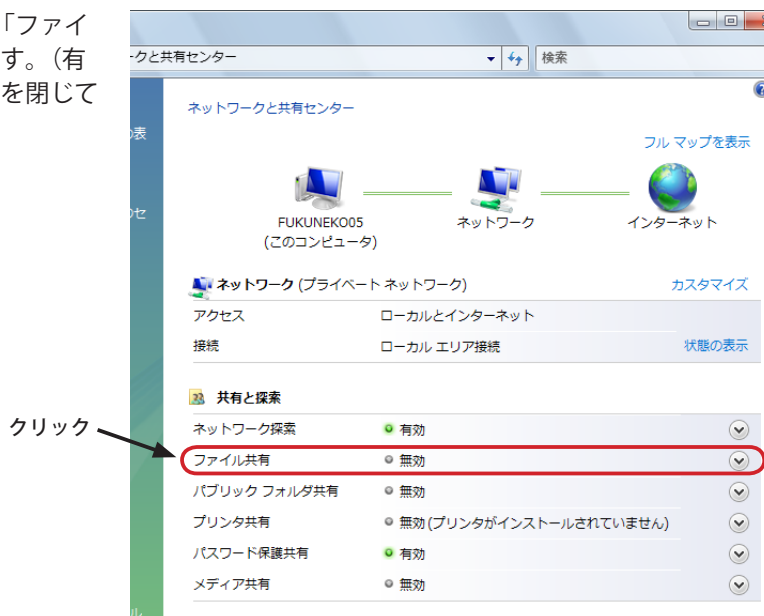 「ファイ
す。（有
を閉じて
ークと共有センター
検索
ネットワークと共有センター
の表
フル マップを表示
のセ
FUKUNEKO05
(このコンピュータ)
ネットワーク
インターネット
ネットワーク (プライベート ネットワーク)
カスタマイズ
アクセス ローカルとインターネット
接続 ローカル エリア接続 状態の表示
共有と探索
クリック
ネットワーク探索 有効
ファイル共有 無効
パブリック フォルダ共有 無効
プリンタ共有 無効 (プリンタがインストールされていません)
パスワード保護共有 有効
メディア共有 無効
ル